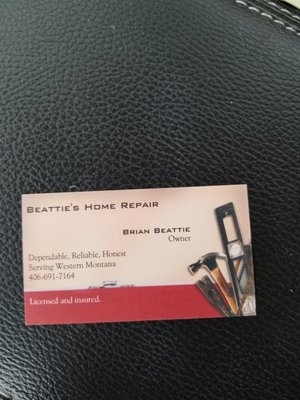 Beattie's Home Repair
Brian Beattie
Owner
Dependable, Reliable, Honest
Serving Western Montana
406-691-7164
Licensed and insured.